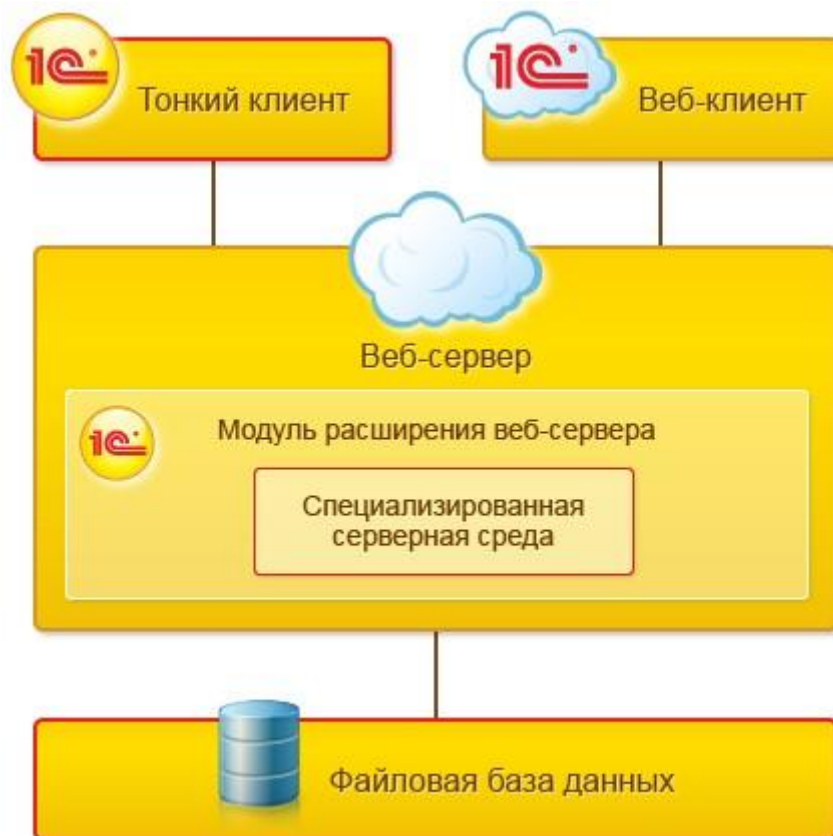 1С
Тонкий клиент
1С
Веб-клиент
Веб-сервер
1С
Модуль расширения веб-сервера
Специализированная
серверная среда
Файловая база данных